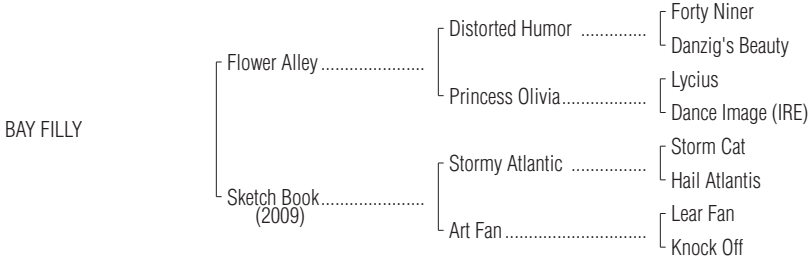 Forty Niner
Distorted Humor ..............
Danzig's Beauty
Flower Alley ......................
Lycius
Princess Olivia..................
Dance Image (IRE)
BAY FILLY
Storm Cat
Stormy Atlantic ................
Hail Atlantis
Sketch Book......................
(2009)
Lear Fan
Art Fan ..............................
Knock Off